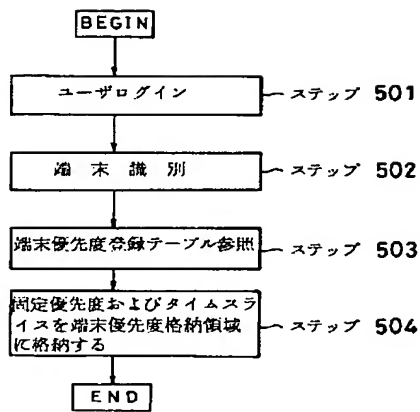 BEGIN
ユーザログイン
ステップ 501
端末識別
ステップ 502
端末優先度登録テーブル参照
ステップ 503
固定優先度およびタイムスラ
イスを端末優先度格納領域
に格納する
ステップ 504
END